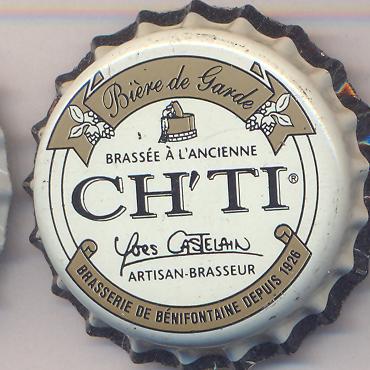 Bière de Garde
BRASSÉE À L'ANCIENNE
CH'TI®
Yves CASTELAIN
ARTISAN-BRASSEUR
BRASSERIE DE BÉNIFONTAINE DEPUIS 1926